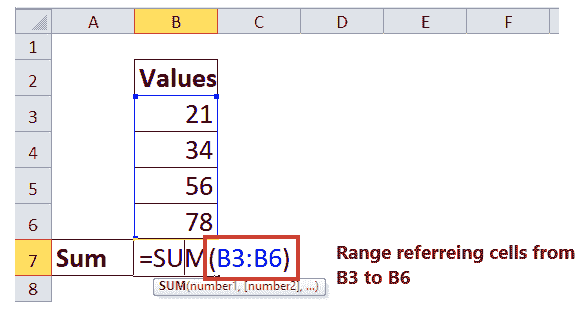 A B C D E F
1
2 Values
3 21
4 34
5 56
6 78
7 Sum =SUM(B3:B6) Range referreing cells from
B3 to B6
8 SUM(number1, [number2], ...)